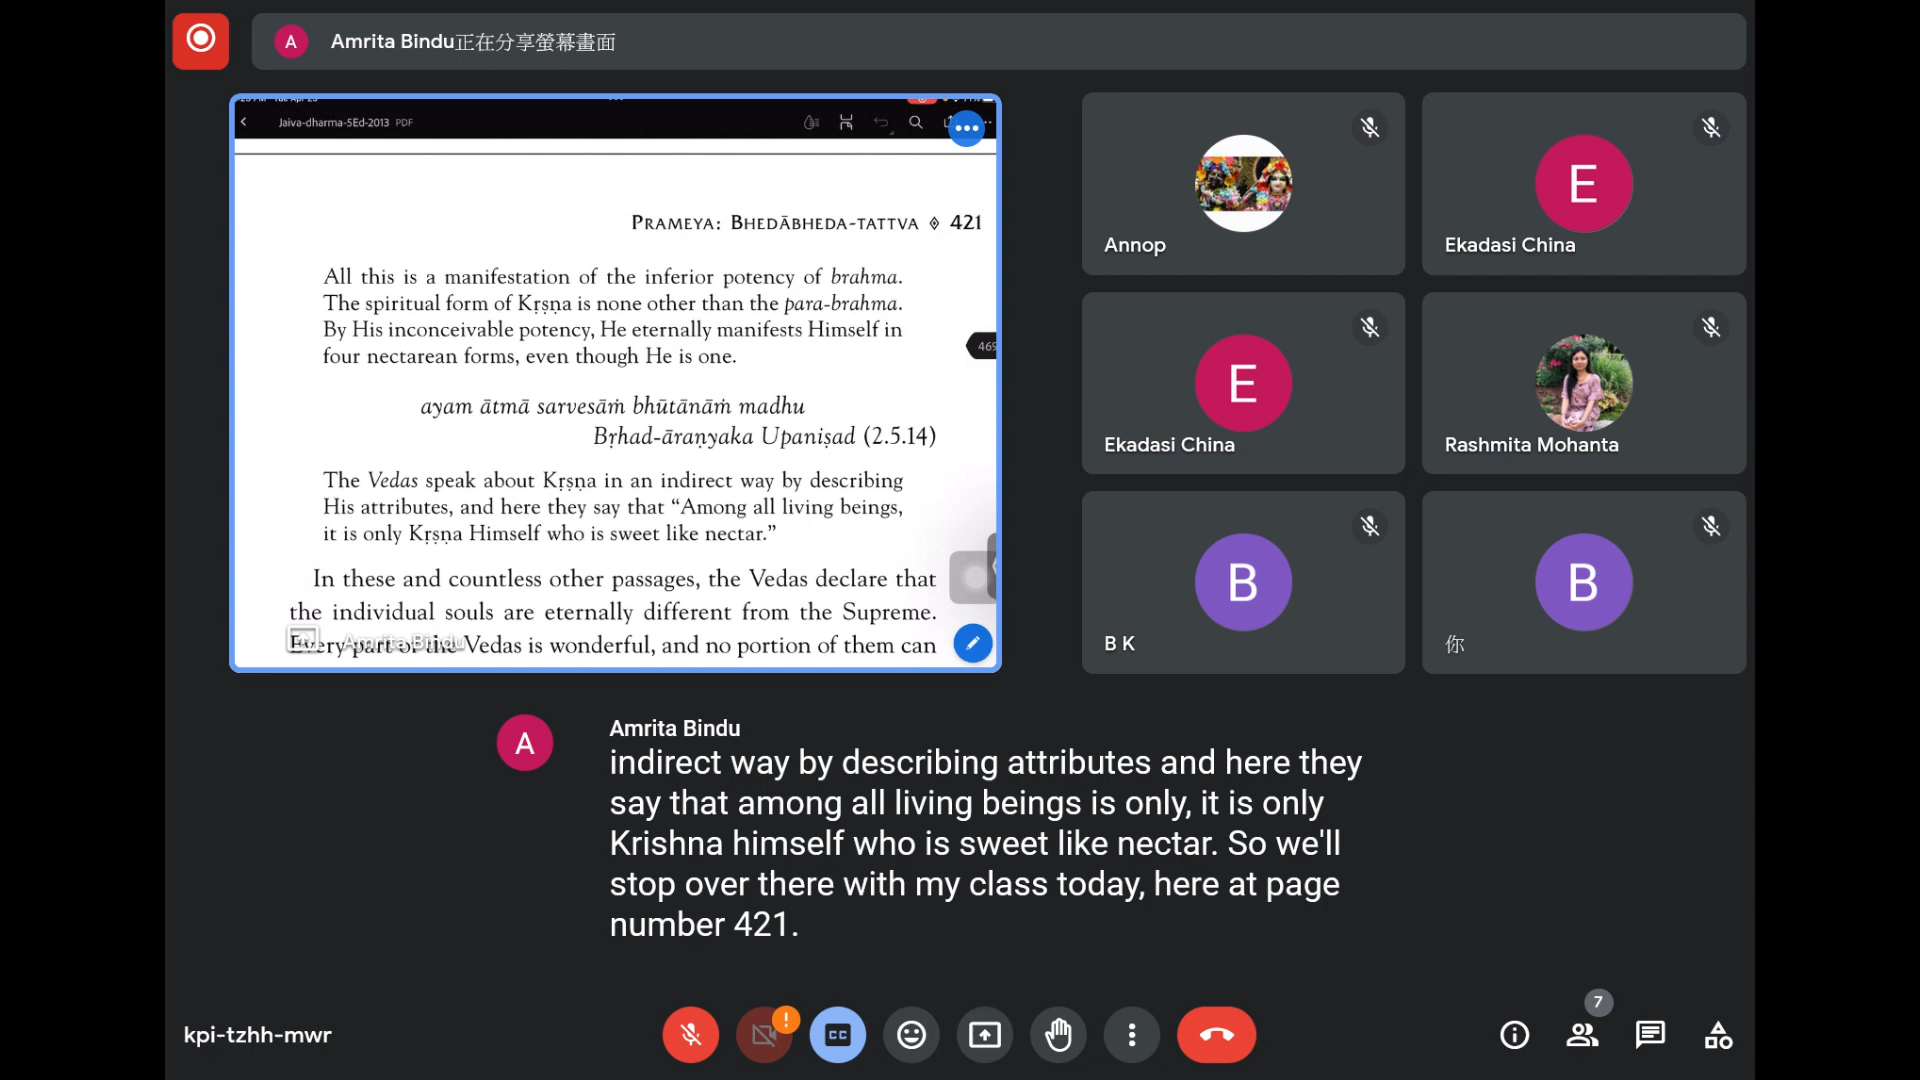 A
Amrita Bindu正在分享螢幕畫面
Jaiva-dharma-5Ed-2013 PDF
PRAMEYA: BHEDĀBHEDA-TATTVA ◊ 421
All this is a manifestation of the inferior potency of brahma.
The spiritual form of Kṛṣṇa is none other than the para-brahma.
By His inconceivable potency, He eternally manifests Himself in
four nectarean forms, even though He is one.
ayam ātmā sarveṣāṁ bhūtānāṁ madhu
Bṛhad-āraṇyaka Upaniṣad (2.5.14)
The Vedas speak about Kṛṣṇa in an indirect way by describing
His attributes, and here they say that “Among all living beings,
it is only Kṛṣṇa Himself who is sweet like nectar.”
In these and countless other passages, the Vedas declare that
the individual souls are eternally different from the Supreme.
Every part of the Vedas is wonderful, and no portion of them can
Amrita Bindu
469
Annop
E
Ekadasi China
E
Ekadasi China
Rashmita Mohanta
B
B K
B
你
A
Amrita Bindu
indirect way by describing attributes and here they
say that among all living beings is only, it is only
Krishna himself who is sweet like nectar. So we'll
stop over there with my class today, here at page
number 421.
kpi-tzhh-mwr
!
CC
7